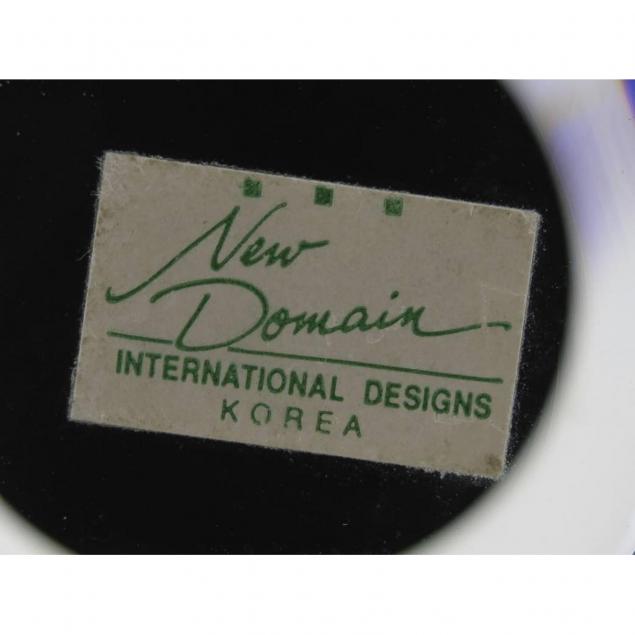 New
Domain
INTERNATIONAL DESIGNS
KOREA